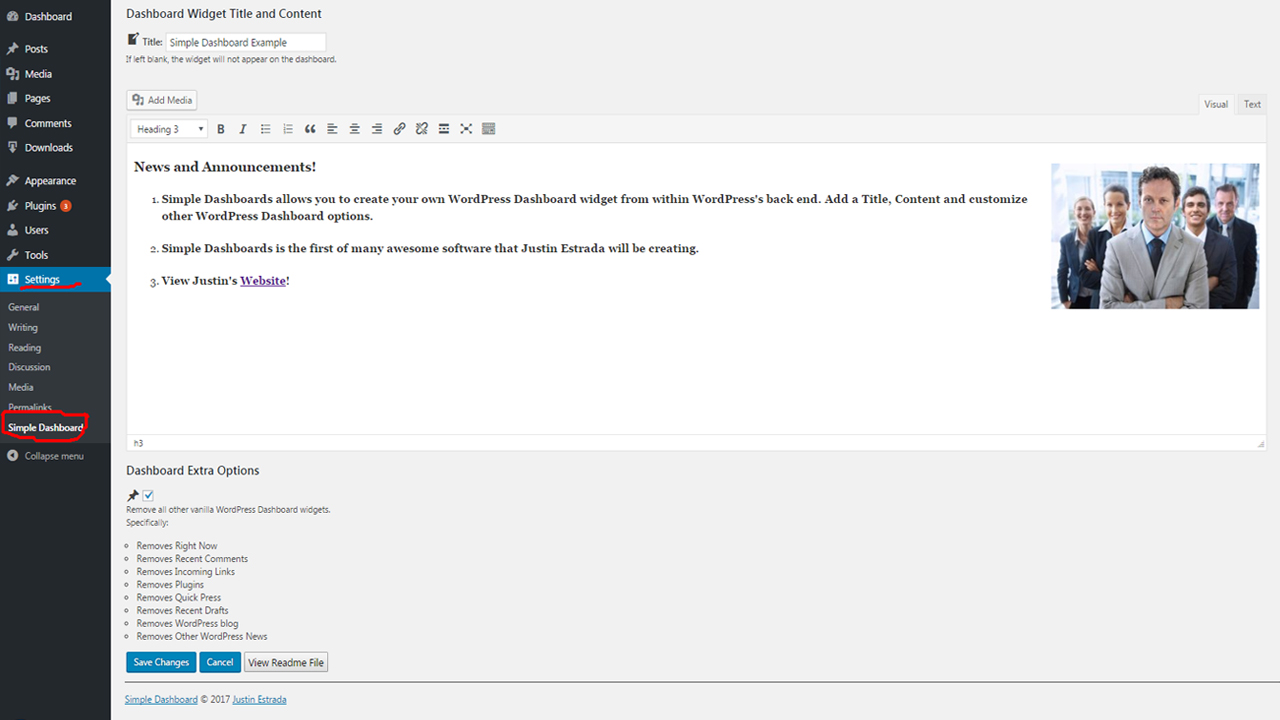 Dashboard
Posts
Media
Pages
Comments
Downloads
Appearance
Plugins 3
Users
Tools
Settings
General
Writing
Reading
Discussion
Media
Permalinks
Simple Dashboard
Collapse menu
Dashboard Widget Title and Content
Title: Simple Dashboard Example
If left blank, the widget will not appear on the dashboard.
Add Media
Visual Text
Heading 3 B I
News and Announcements!
1. Simple Dashboards allows you to create your own WordPress Dashboard widget from within WordPress's back end. Add a Title, Content and customize
other WordPress Dashboard options.
2. Simple Dashboards is the first of many awesome software that Justin Estrada will be creating.
3. View Justin's Website!
h3
Dashboard Extra Options
Remove all other vanilla WordPress Dashboard widgets.
Specifically:
Removes Right Now
Removes Recent Comments
Removes Incoming Links
Removes Plugins
Removes Quick Press
Removes Recent Drafts
Removes WordPress blog
Removes Other WordPress News
Save Changes Cancel View Readme File
Simple Dashboard © 2017 Justin Estrada